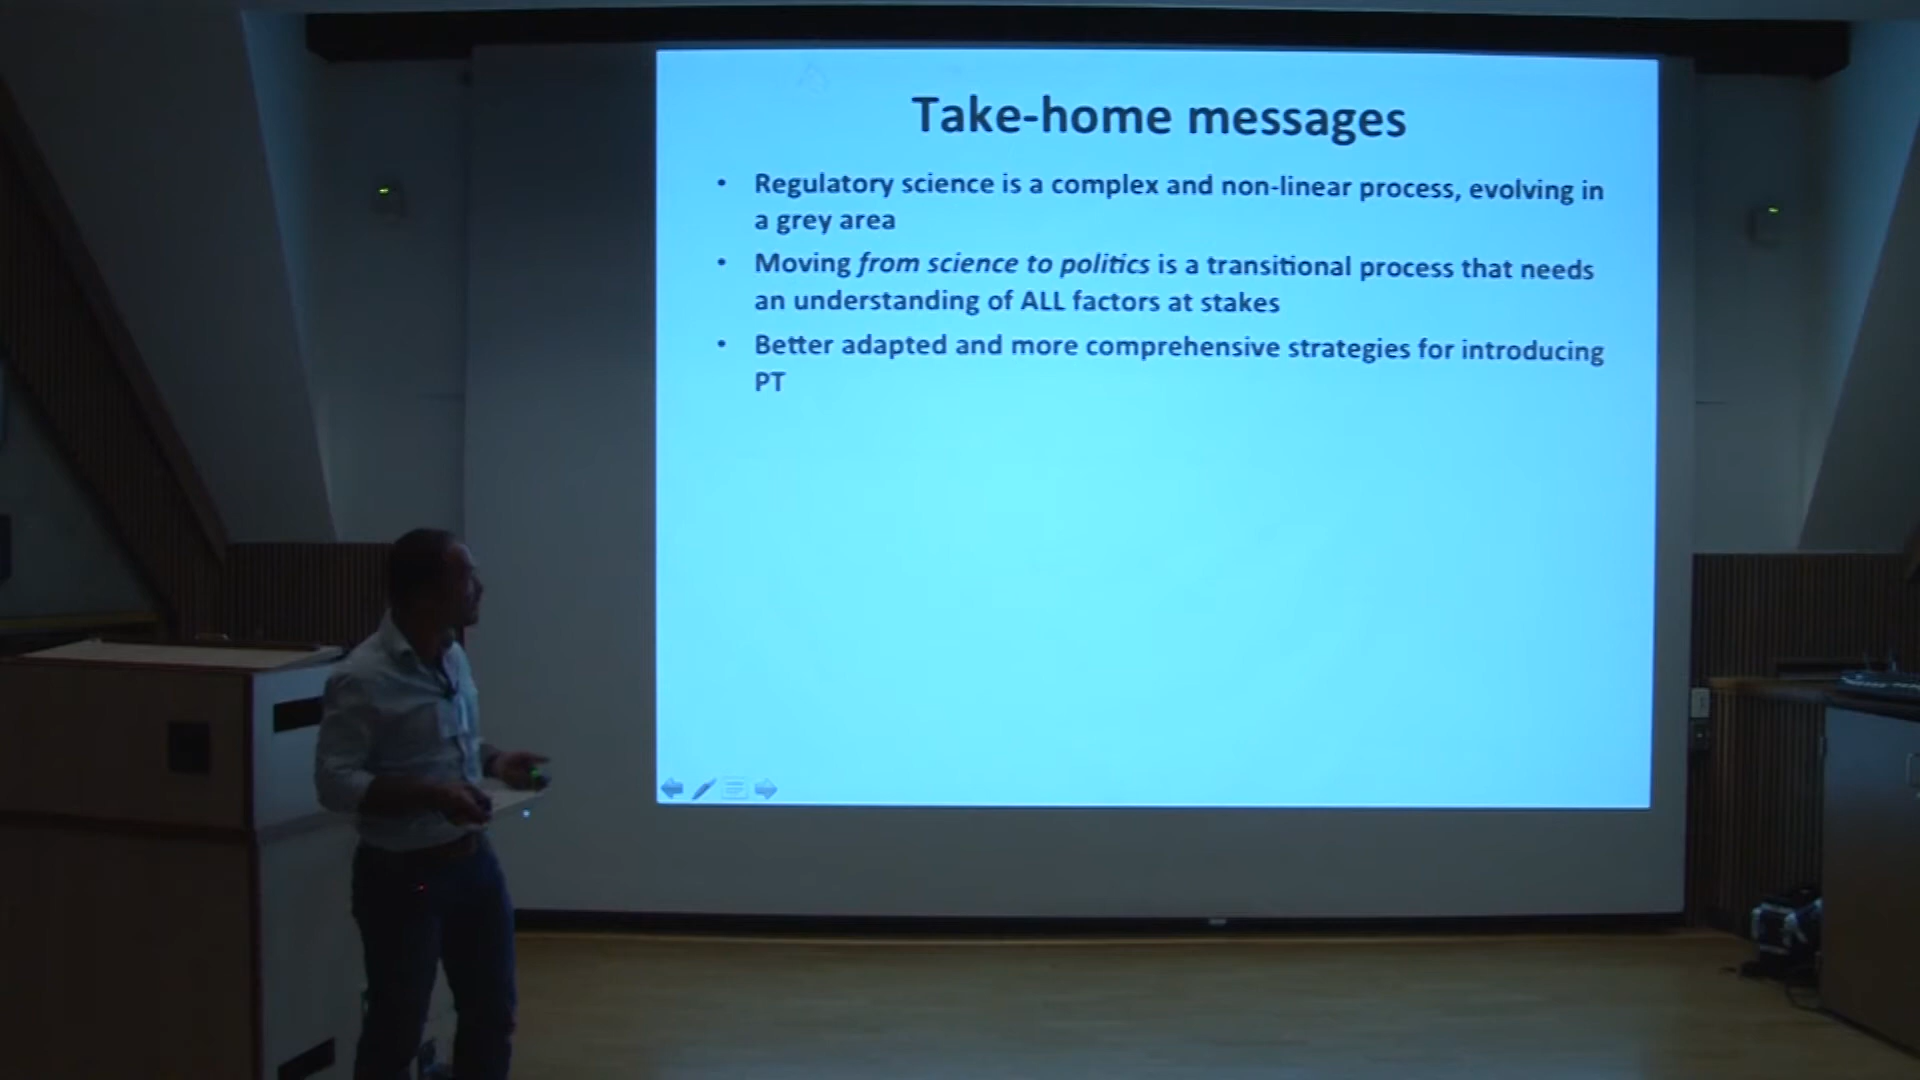 Take-home messages
• Regulatory science is a complex and non-linear process, evolving in
a grey area
• Moving from science to politics is a transitional process that needs
an understanding of ALL factors at stakes
• Better adapted and more comprehensive strategies for introducing
PT